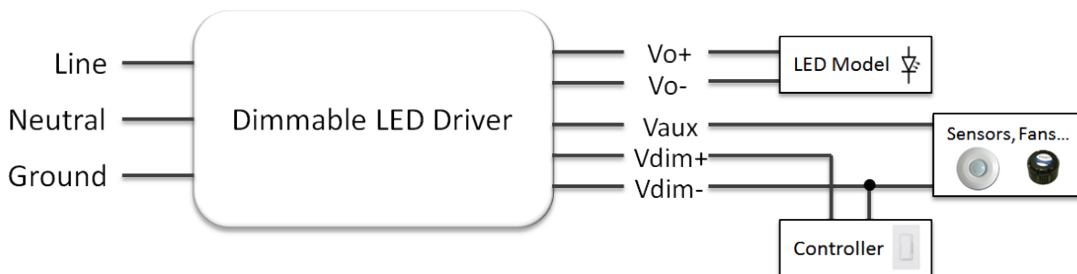 Line
Neutral
Ground
Dimmable LED Driver
Vo+
Vo-
Vaux
Vdim+
Vdim-
LED Model
Sensors, Fans...
Controller